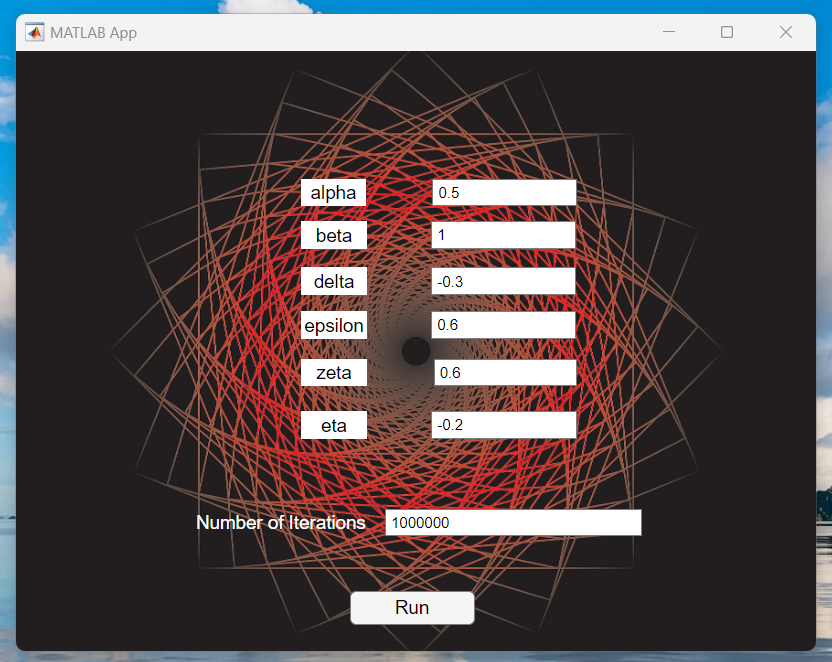 MATLAB App
alpha 0.5
beta 1
delta -0.3
epsilon 0.6
zeta 0.6
eta -0.2
Number of Iterations 1000000
Run